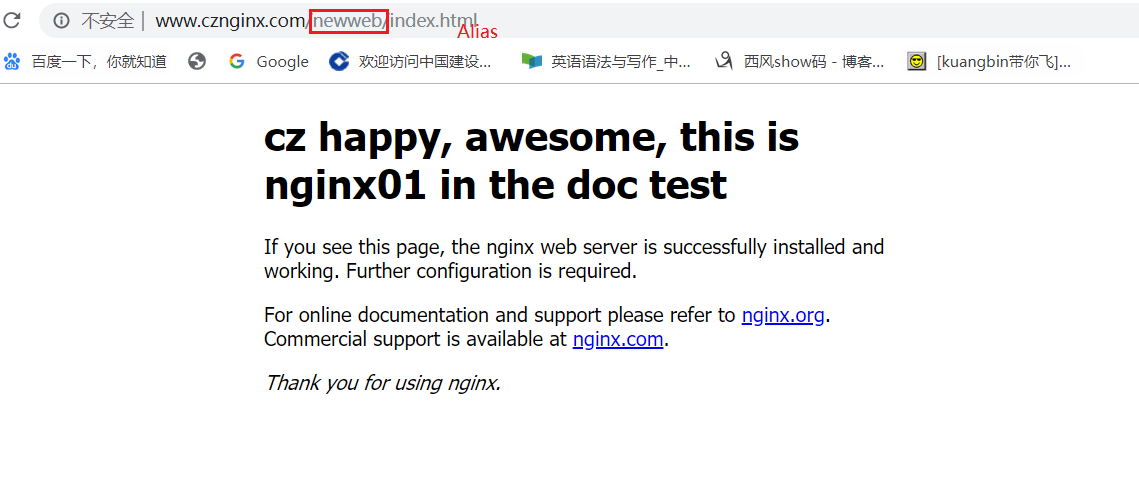 不安全 | www.cznginx.com/newweb/index.html
Alias
百度一下，你就知道 Google 欢迎访问中国建设... 英语语法与写作_中... 西风show码 - 博客... [kuangbin带你飞]...
cz happy, awesome, this is
nginx01 in the doc test
If you see this page, the nginx web server is successfully installed and
working. Further configuration is required.
For online documentation and support please refer to nginx.org.
Commercial support is available at nginx.com.
Thank you for using nginx.